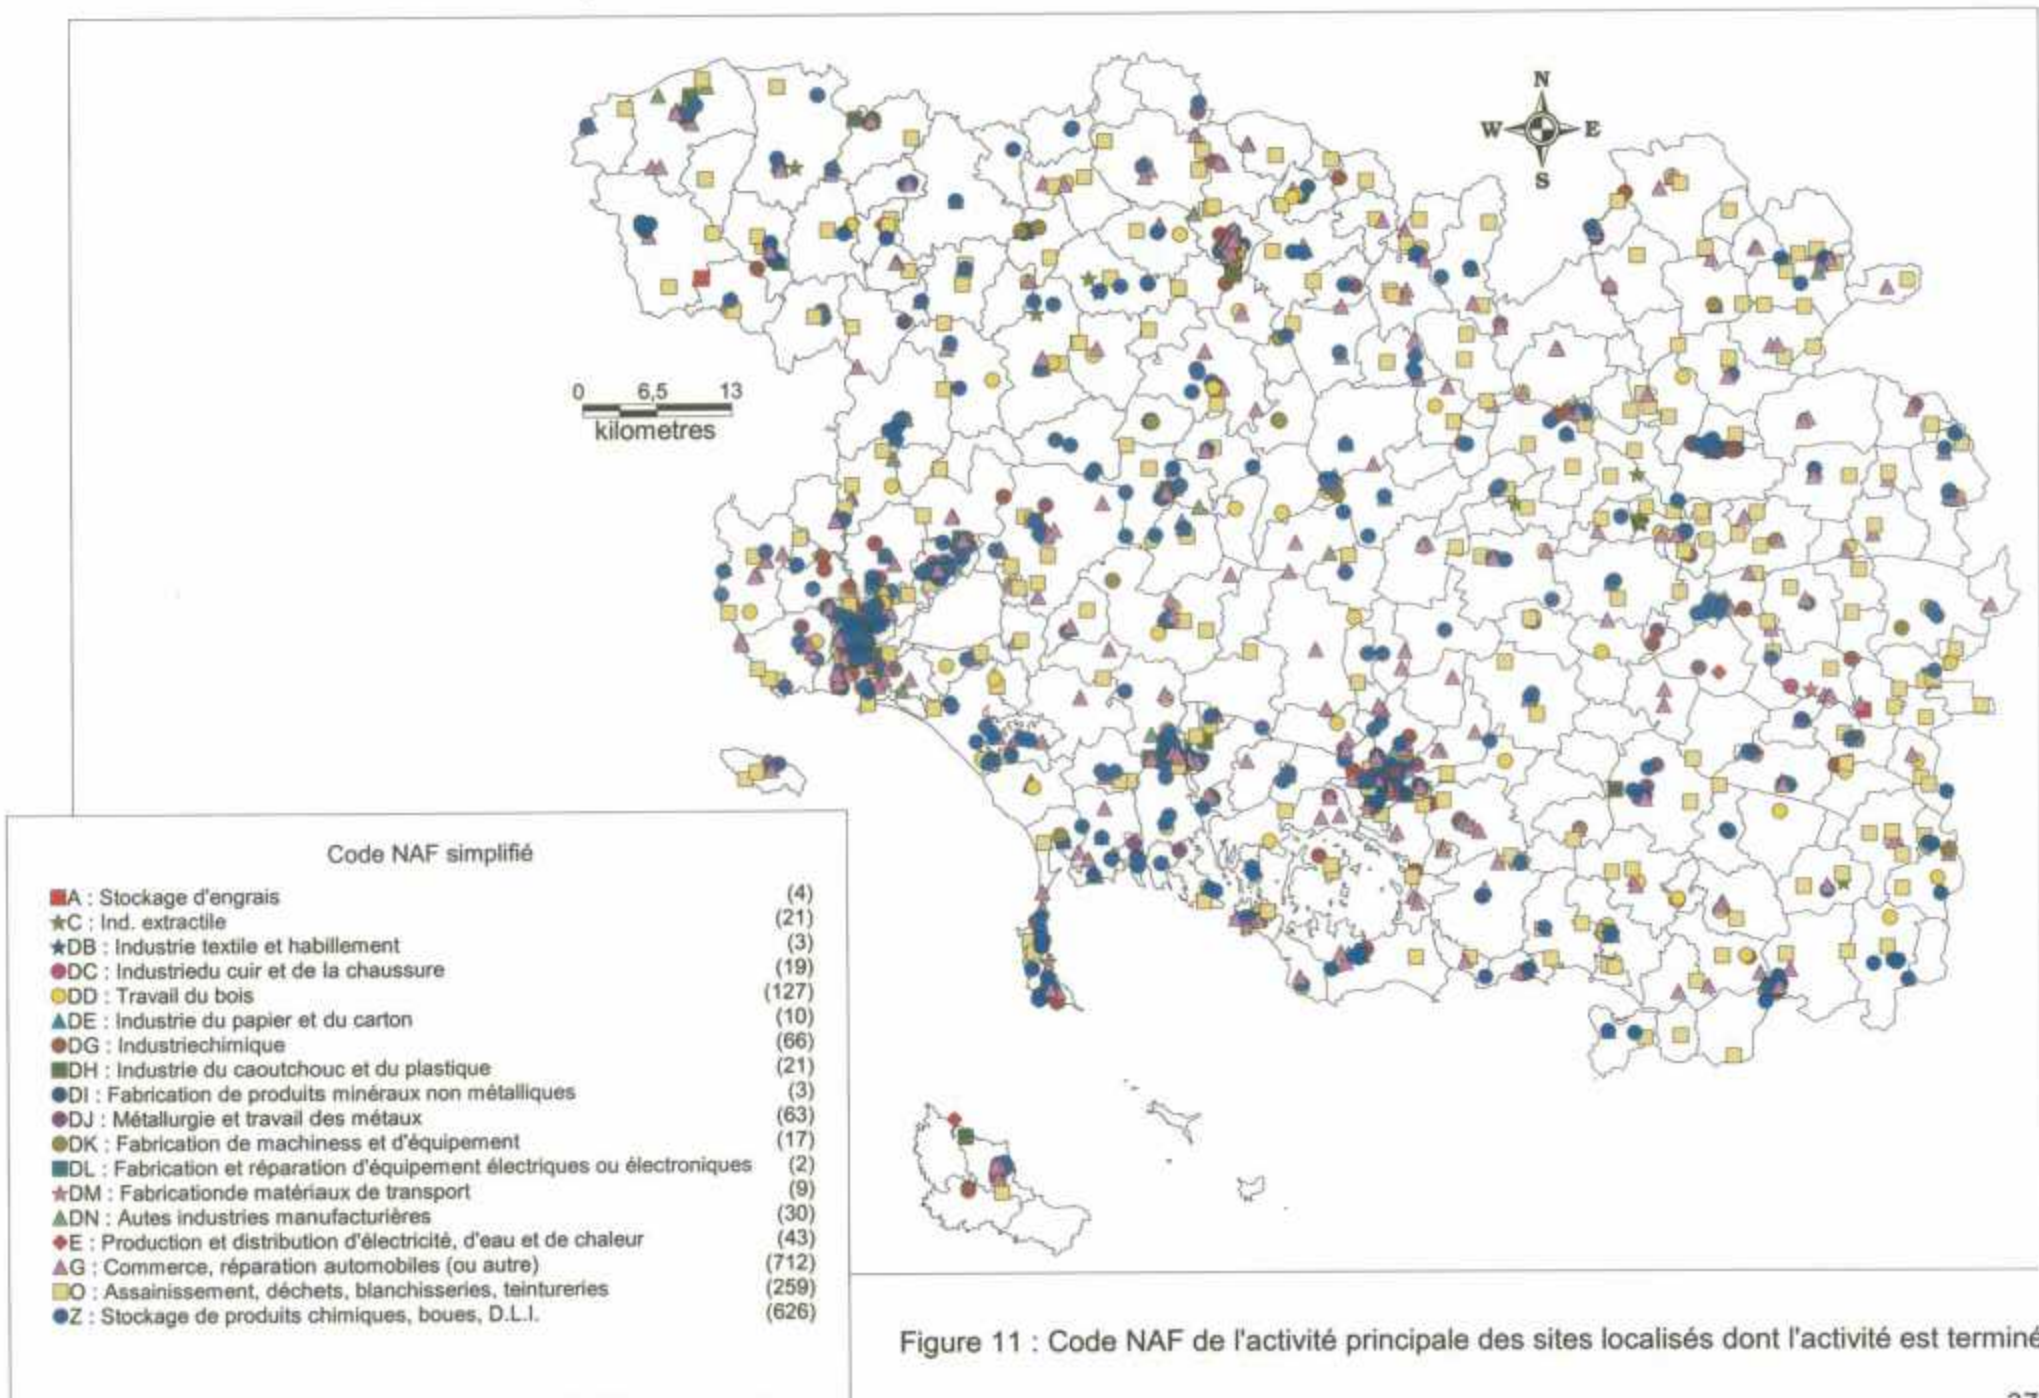 N
W E
S
0 6,5 13
kilometres
Code NAF simplifié
A : Stockage d'engrais (4)
C : Ind. extractile (21)
DB : Industrie textile et habillement (3)
DC : Industriedu cuir et de la chaussure (19)
DD : Travail du bois (127)
DE : Industrie du papier et du carton (10)
DG : Industriechimique (66)
DH : Industrie du caoutchouc et du plastique (21)
DI : Fabrication de produits minéraux non métalliques (3)
DJ : Métallurgie et travail des métaux (63)
DK : Fabrication de machiness et d'équipement (17)
DL : Fabrication et réparation d'équipement électriques ou électroniques (2)
DM : Fabricationde matériaux de transport (9)
DN : Autes industries manufacturières (30)
E : Production et distribution d'électricité, d'eau et de chaleur (43)
G : Commerce, réparation automobiles (ou autre) (712)
O : Assainissement, déchets, blanchisseries, teintureries (259)
Z : Stockage de produits chimiques, boues, D.L.I. (626)
Figure 11 : Code NAF de l'activité principale des sites localisés dont l'activité est terminé